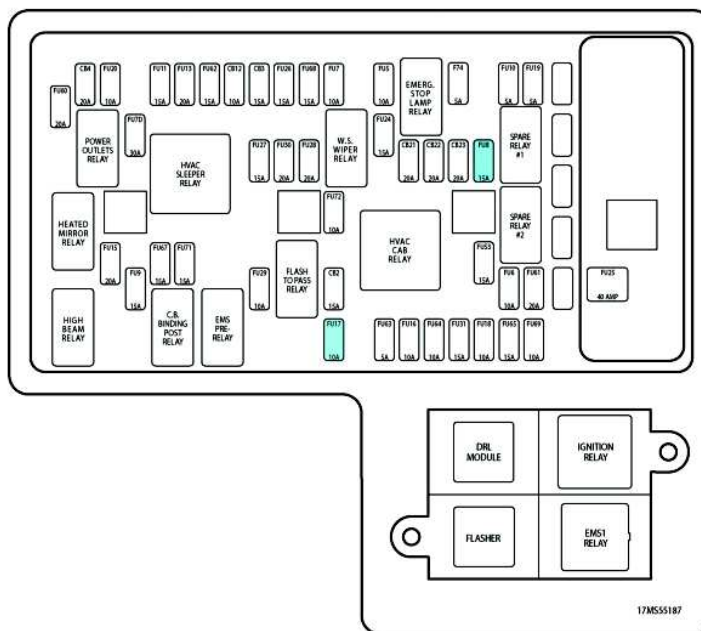 CB4 FU20 FU11 FU13 FU62 CB12 CB3 FU26 FU68 FU7 FU5 F74 FU10 FU19
20A 10A 15A 20A 15A 10A 15A 15A 15A 10A 10A 5A 5A 5A
FU60
20A
FU7D
30A
POWER
OUTLETS
RELAY
HVAC
SLEEPER
RELAY
FU27 FU30 FU28
15A 20A 20A
W.S.
WIPER
RELAY
FU24
15A
EMERG.
STOP
LAMP
RELAY
CB21 CB22 CB23 FU8
20A 20A 20A 15A
SPARE
RELAY
#1
HEATED
MIRROR
RELAY
FU72
10A
HVAC
CAB
RELAY
SPARE
RELAY
#2
FU15
20A
FU9
15A
FU67 FU71
15A 15A
FU29
10A
FLASH
TO PASS
RELAY
CB2
15A
FU53
15A
FU6 FU61
10A 20A
FU25
40 AMP
HIGH
BEAM
RELAY
C.B.
BINDING
POST
RELAY
EMS
PRE-
RELAY
FU17
10A
FU63 FU16 FU64 FU31 FU18 FU65 FU69
5A 10A 10A 15A 10A 15A 10A
DRL
MODULE
IGNITION
RELAY
FLASHER
EMS1
RELAY
17MS55187